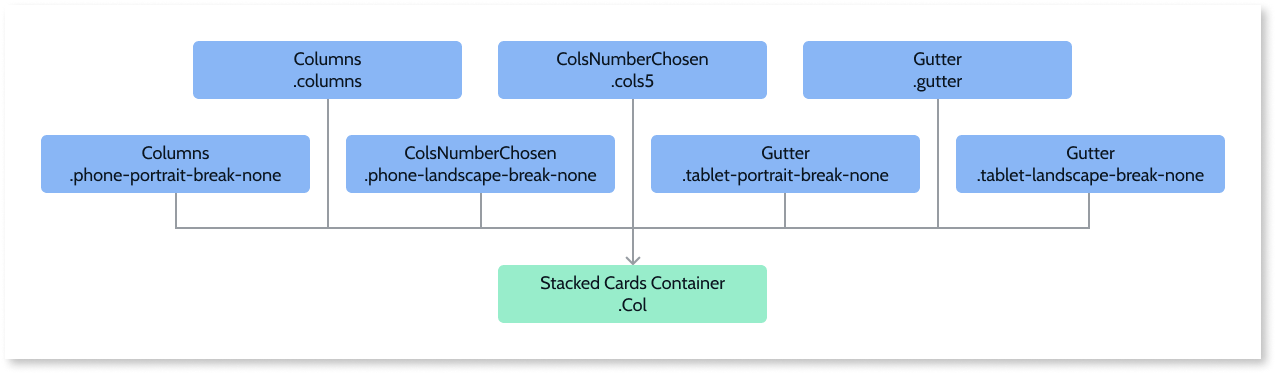 Columns
.columns
ColsNumberChosen
.cols5
Gutter
.gutter
Columns
.phone-portrait-break-none
ColsNumberChosen
.phone-landscape-break-none
Gutter
.tablet-portrait-break-none
Gutter
.tablet-landscape-break-none
Stacked Cards Container
.Col